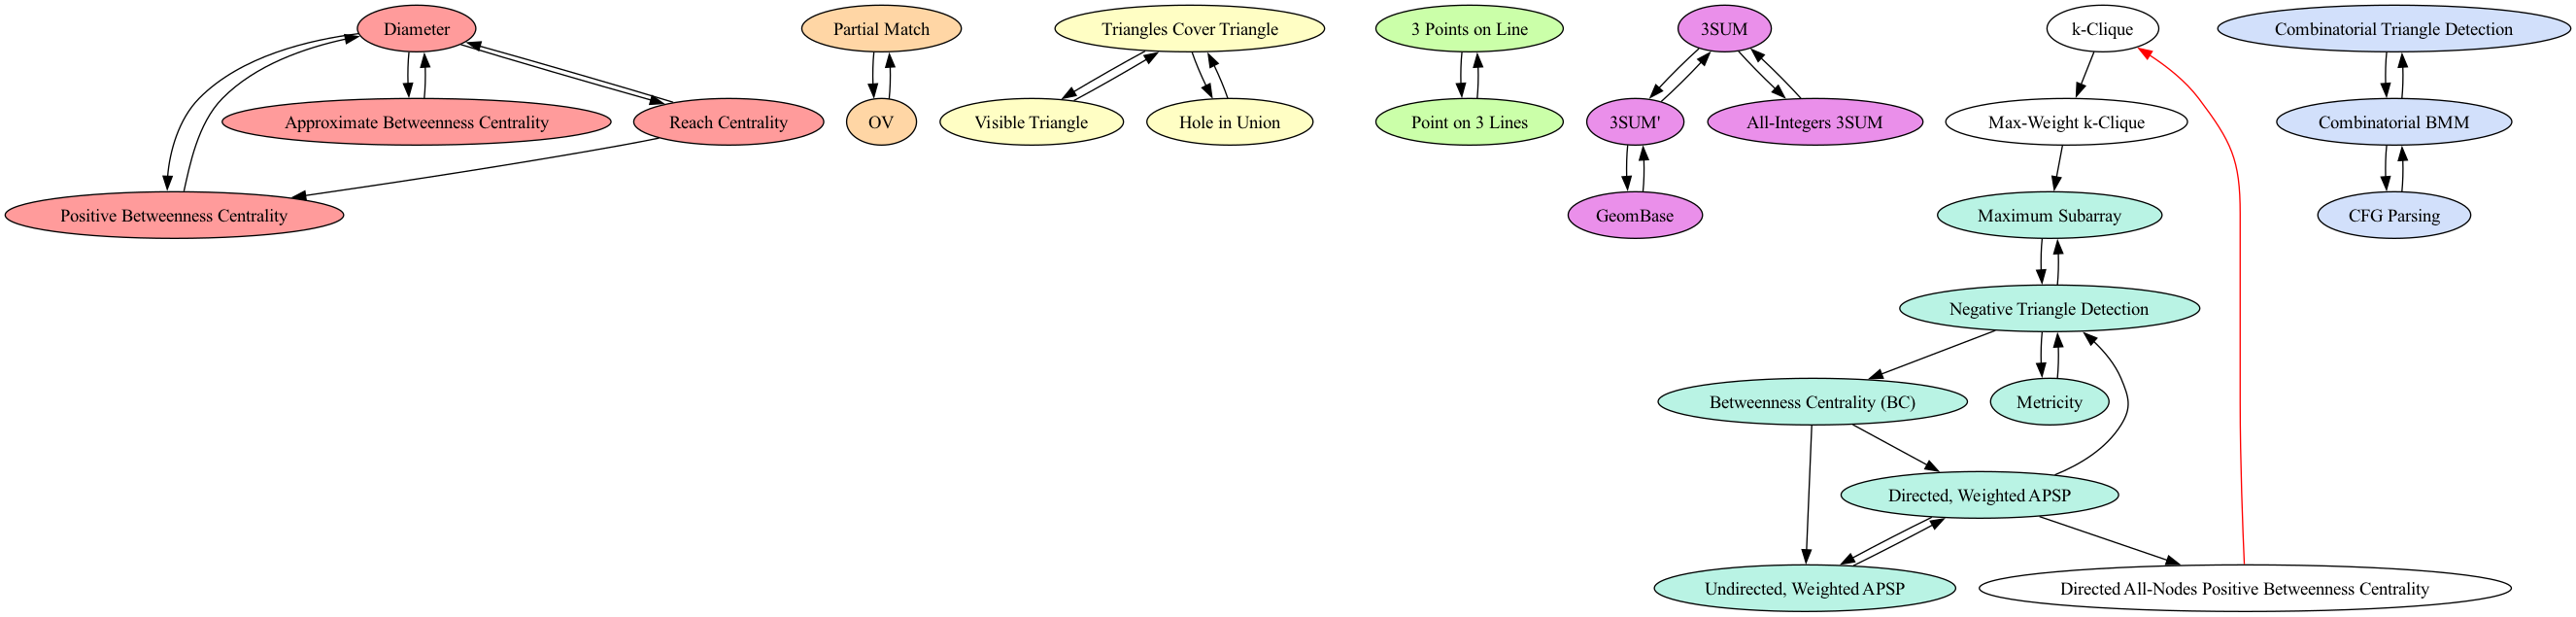 Diameter
Partial Match
Triangles Cover Triangle
3 Points on Line
3SUM
k-Clique
Combinatorial Triangle Detection
Approximate Betweenness Centrality
Reach Centrality
OV
Visible Triangle
Hole in Union
Point on 3 Lines
3SUM'
All-Integers 3SUM
Max-Weight k-Clique
Combinatorial BMM
Positive Betweenness Centrality
GeomBase
Maximum Subarray
CFG Parsing
Negative Triangle Detection
Betweenness Centrality (BC)
Metricity
Directed, Weighted APSP
Undirected, Weighted APSP
Directed All-Nodes Positive Betweenness Centrality